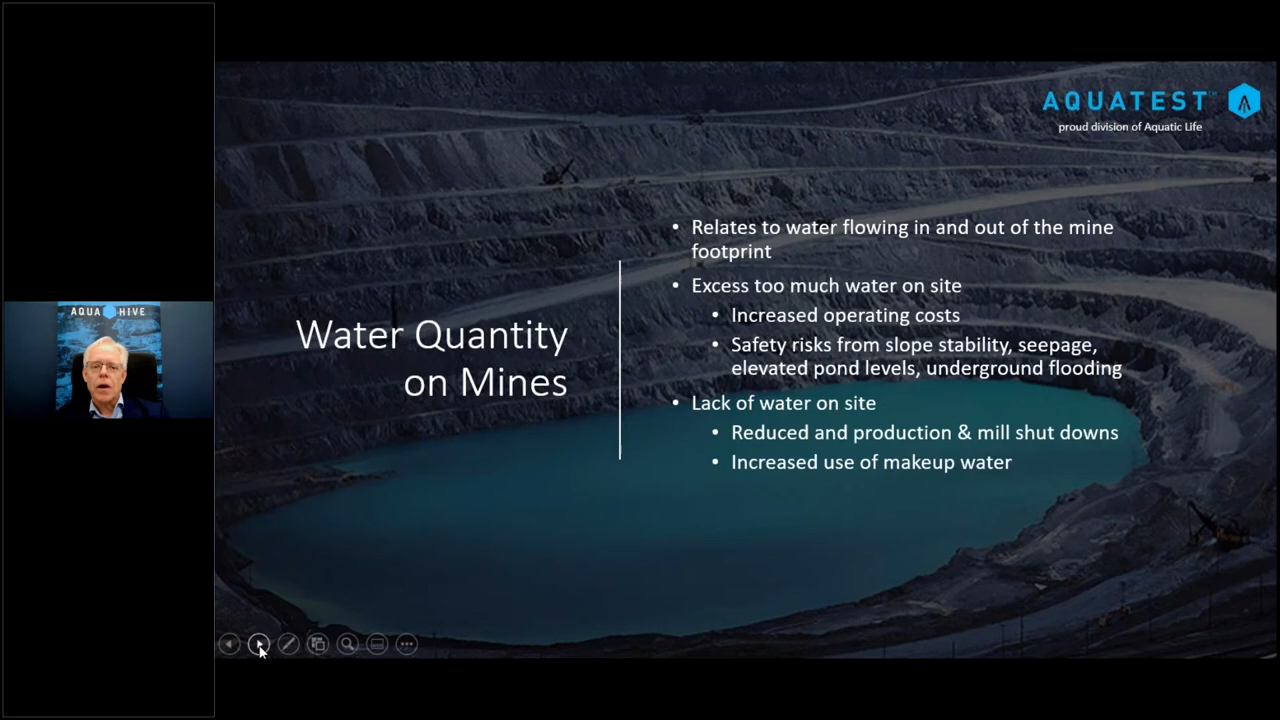 AQUATEST™
proud division of Aquatic Life
Water Quantity
on Mines
• Relates to water flowing in and out of the mine
footprint
• Excess too much water on site
• Increased operating costs
• Safety risks from slope stability, seepage,
elevated pond levels, underground flooding
• Lack of water on site
• Reduced and production & mill shut downs
• Increased use of makeup water
AQUA HIVE